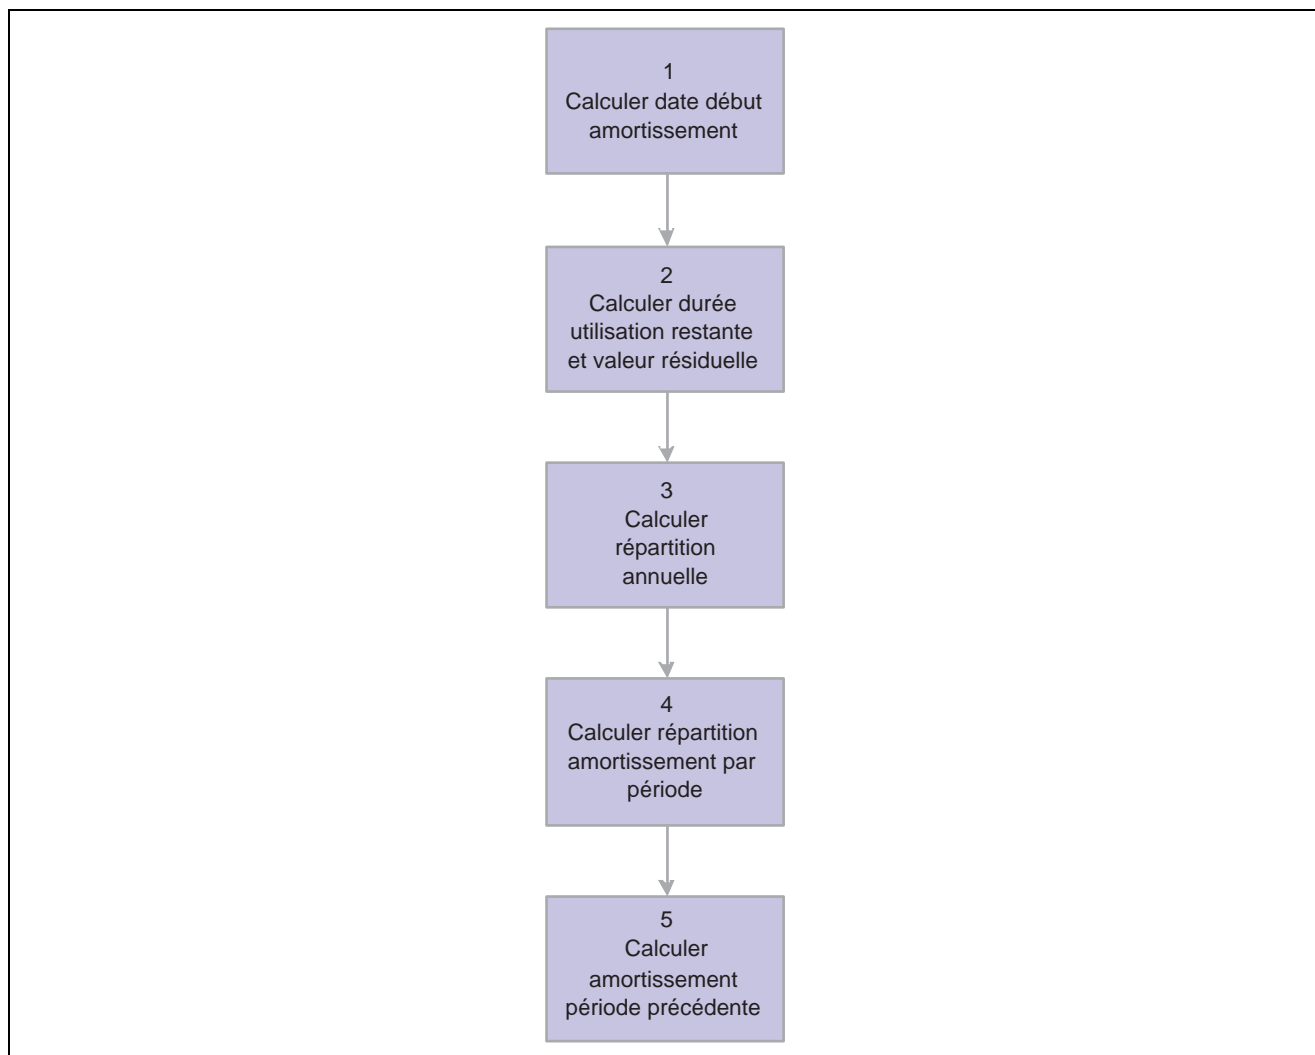 1
Calculer date début
amortissement
2
Calculer durée
utilisation restante
et valeur résiduelle
3
Calculer
répartition
annuelle
4
Calculer répartition
amortissement par
période
5
Calculer
amortissement
période précédente